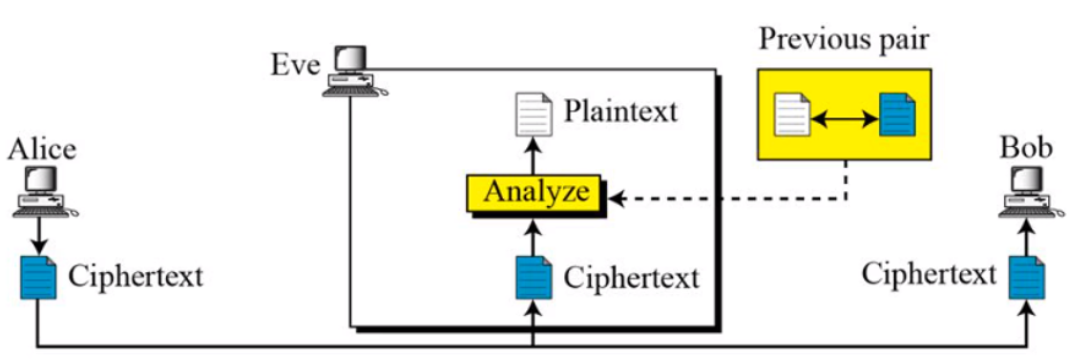 Previous pair
Eve
Plaintext
Alice
Bob
Analyze
Ciphertext
Ciphertext
Ciphertext